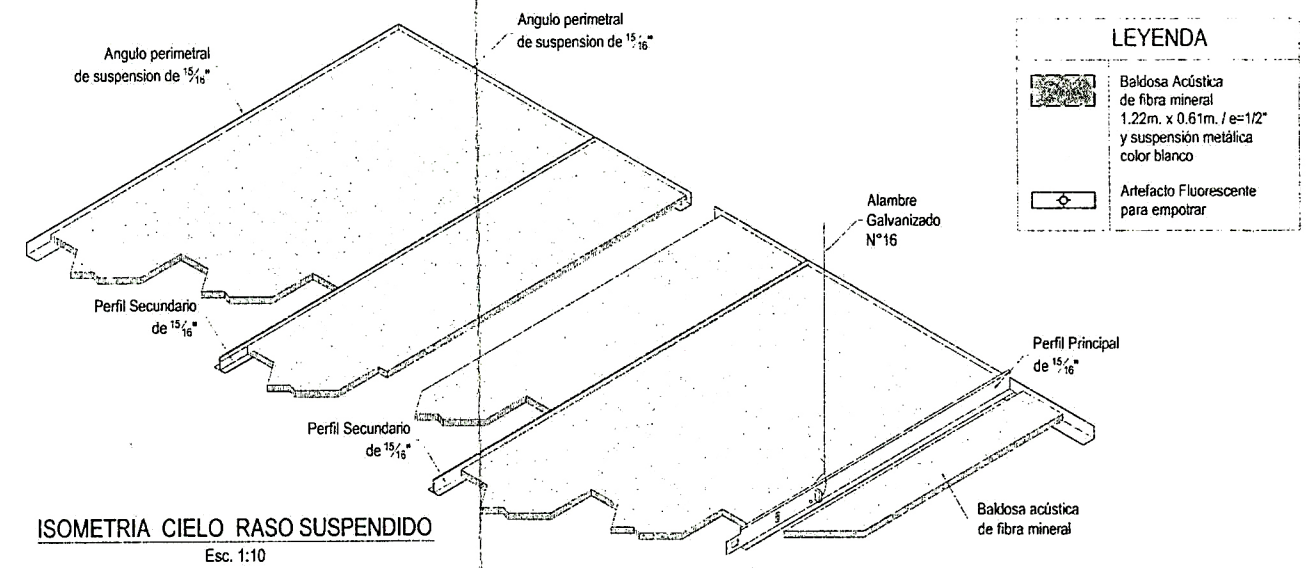 Angulo perimetral
de suspension de 15/16"
Angulo perimetral
de suspension de 15/16"
LEYENDA
Baldosa Acústica
de fibra mineral
1.22m. x 0.61m. / e=1/2"
y suspensión metálica
color blanco
Artefacto Fluorescente
para empotrar
Alambre
Galvanizado
N°16
Perfil Secundario
de 15/16"
Perfil Principal
de 15/16"
Perfil Secundario
de 15/16"
Baldosa acústica
de fibra mineral
ISOMETRIA CIELO RASO SUSPENDIDO
Esc. 1:10